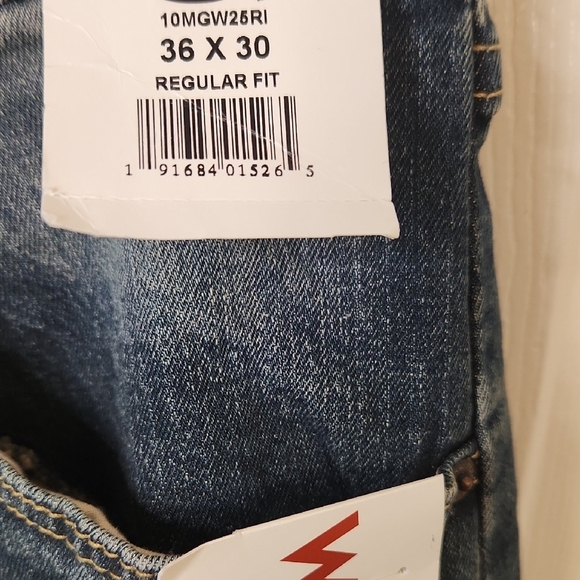 10MGW25RI
36 X 30
REGULAR FIT
1 91684 01526 5